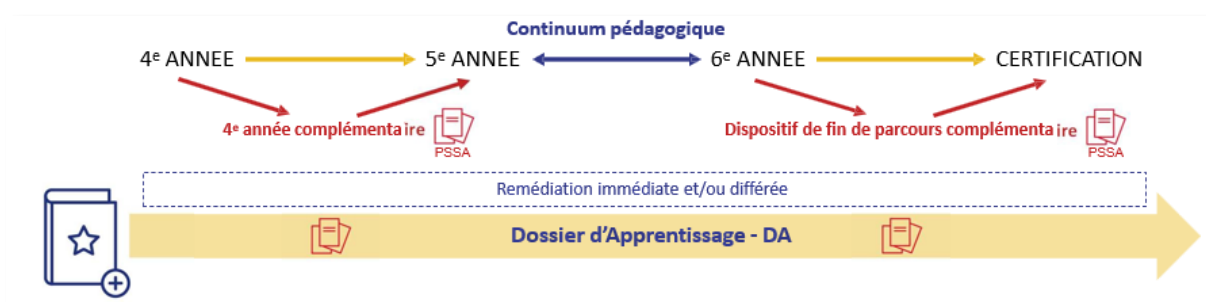 Continuum pédagogique
4e ANNEE 5e ANNEE 6e ANNEE CERTIFICATION
4e année complémentaire Dispositif de fin de parcours complémentaire
PSSA PSSA
Remédiation immédiate et/ou différée
Dossier d’Apprentissage - DA